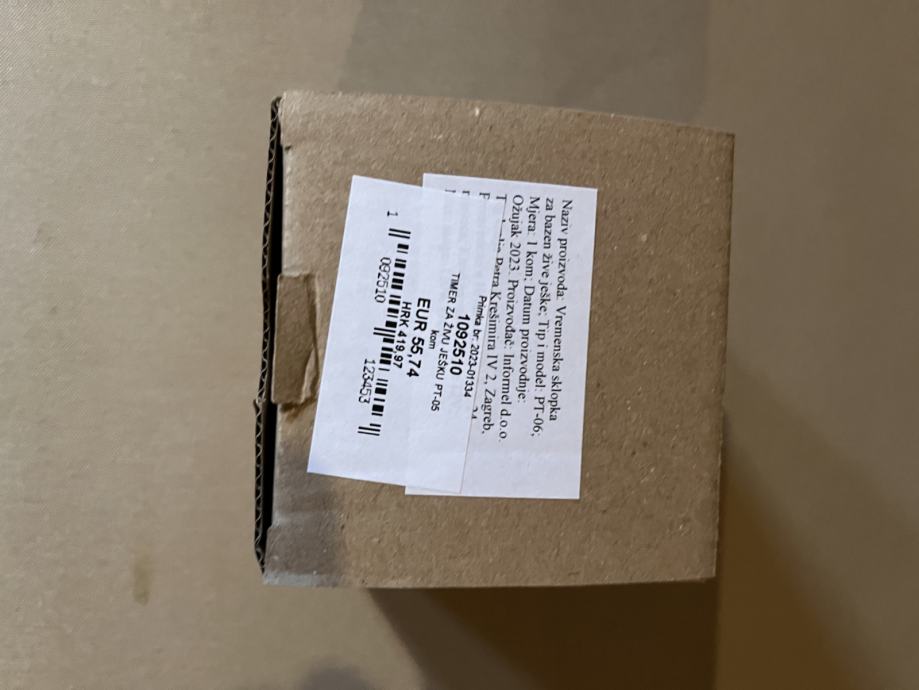 Naziv proizvoda: Vremenska sklopka
za bazen žive ješke; Tip i model: PT-06;
Mjera: 1 kom; Datum proizvodnje:
Ožujak 2023. Proizvođač: Informel d.o.o.
Petra Krešimira IV 2, Zagreb,
Primka br: 2023-01334
1092510
TIMER ZA ŽIVU JEŠKU PT-05
kom
EUR 55,74
HRK 419,97
1 092510 123453